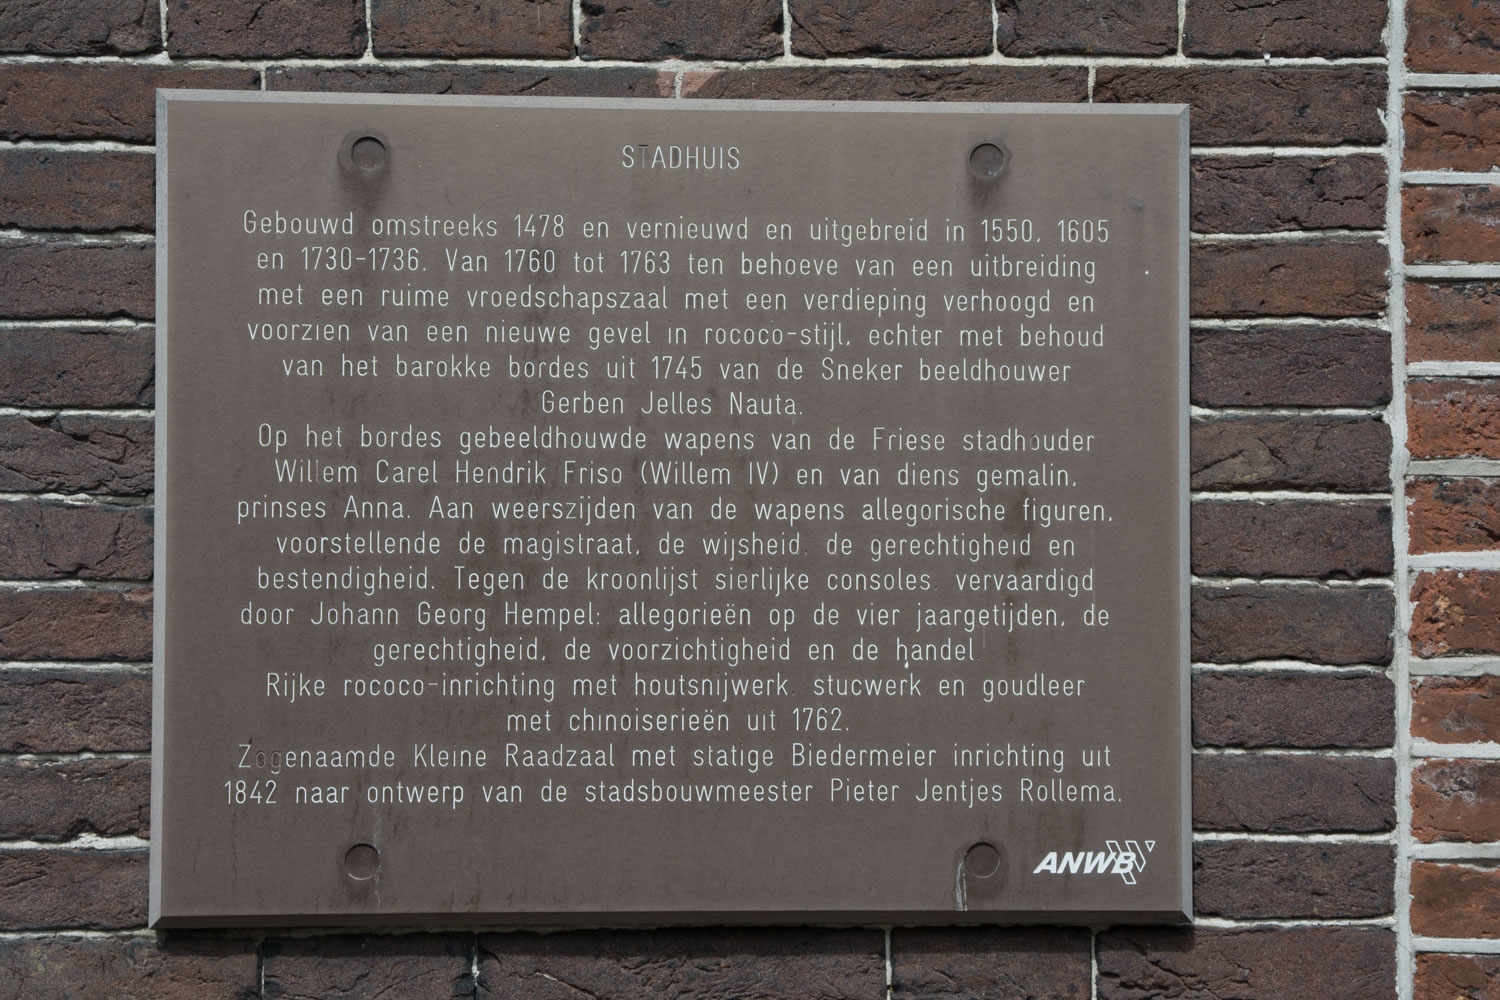 STADHUIS
Gebouwd omstreeks 1478 en vernieuwd en uitgebreid in 1550, 1605
en 1730-1736. Van 1760 tot 1763 ten behoeve van een uitbreiding
met een ruime vroedschapszaal met een verdieping verhoogd en
voorzien van een nieuwe gevel in rococo-stijl, echter met behoud
van het barokke bordes uit 1745 van de Sneker beeldhouwer
Gerben Jelles Nauta.
Op het bordes gebeeldhouwde wapens van de Friese stadhouder
Willem Carel Hendrik Friso (Willem IV) en van diens gemalin,
prinses Anna. Aan weerszijden van de wapens allegorische figuren,
voorstellende de magistraat, de wijsheid, de gerechtigheid en
bestendigheid. Tegen de kroonlijst sierlijke consoles, vervaardigd
door Johann Georg Hempel: allegorieën op de vier jaargetijden, de
gerechtigheid, de voorzichtigheid en de handel
Rijke rococo-inrichting met houtsnijwerk, stucwerk en goudleer
met chinoiserieën uit 1762.
Zogenaamde Kleine Raadzaal met statige Biedermeier inrichting uit
1842 naar ontwerp van de stadsbouwmeester Pieter Jentjes Rollema.
ANWB